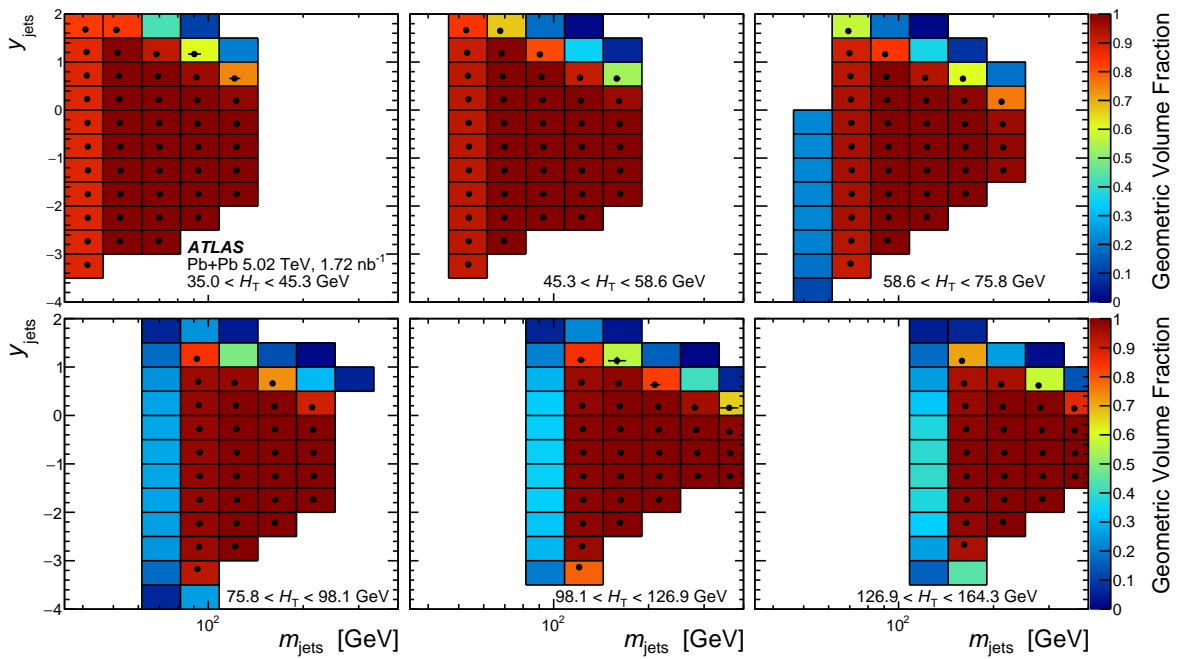 y_jets
2
1
0
−1
−2
−3
−4
ATLAS
Pb+Pb 5.02 TeV, 1.72 nb⁻¹
35.0 < H_T < 45.3 GeV
45.3 < H_T < 58.6 GeV
58.6 < H_T < 75.8 GeV
1
0.9
0.8
0.7
0.6
0.5
0.4
0.3
0.2
0.1
0
Geometric Volume Fraction
y_jets
2
1
0
−1
−2
−3
−4
75.8 < H_T < 98.1 GeV
98.1 < H_T < 126.9 GeV
126.9 < H_T < 164.3 GeV
1
0.9
0.8
0.7
0.6
0.5
0.4
0.3
0.2
0.1
0
Geometric Volume Fraction
10²
10²
10²
m_jets [GeV]
m_jets [GeV]
m_jets [GeV]